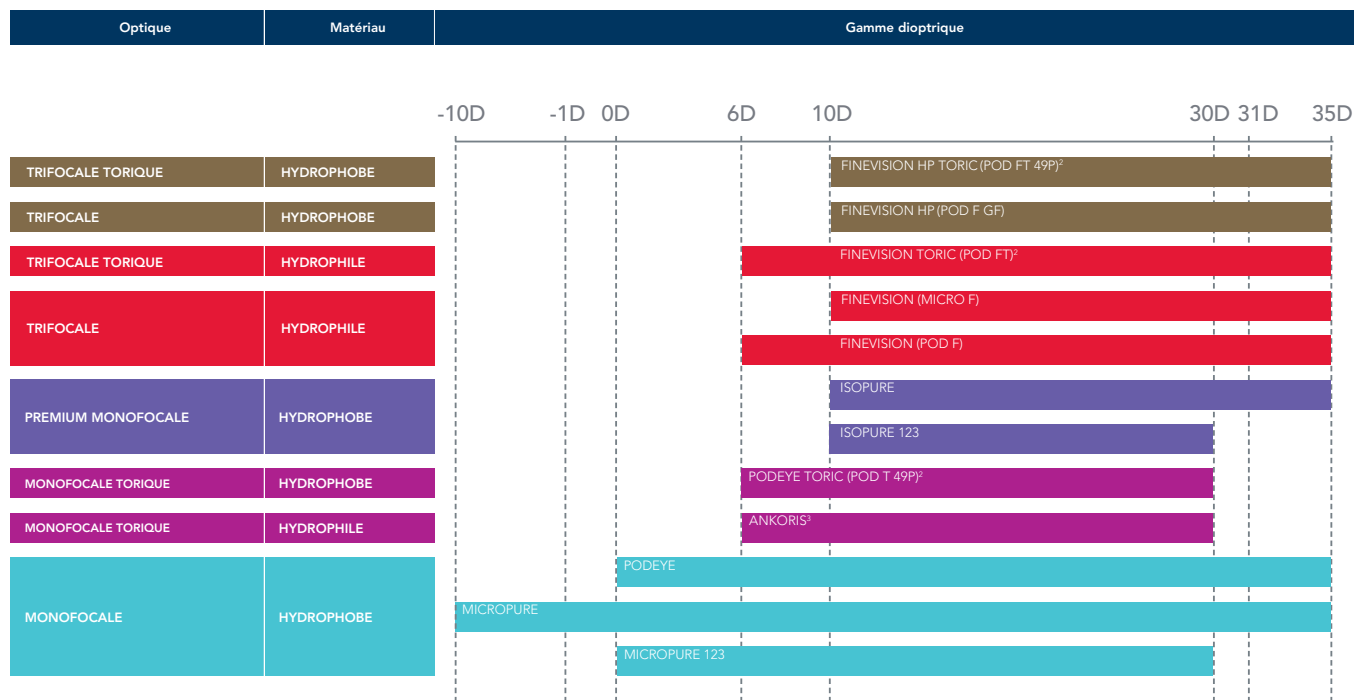 Optique Matériau Gamme dioptrique
-10D -1D 0D 6D 10D 30D 31D 35D
TRIFOCALE TORIQUE HYDROPHOBE FINEVISION HP TORIC (POD FT 49P)²
TRIFOCALE HYDROPHOBE FINEVISION HP (POD F GF)
TRIFOCALE TORIQUE HYDROPHILE FINEVISION TORIC (POD FT)²
TRIFOCALE HYDROPHILE
FINEVISION (MICRO F)
FINEVISION (POD F)
PREMIUM MONOFOCALE HYDROPHOBE
ISOPURE
ISOPURE 123
MONOFOCALE TORIQUE HYDROPHOBE PODEYE TORIC (POD T 49P)²
MONOFOCALE TORIQUE HYDROPHILE ANKORIS³
MONOFOCALE HYDROPHOBE
PODEYE
MICROPURE
MICROPURE 123